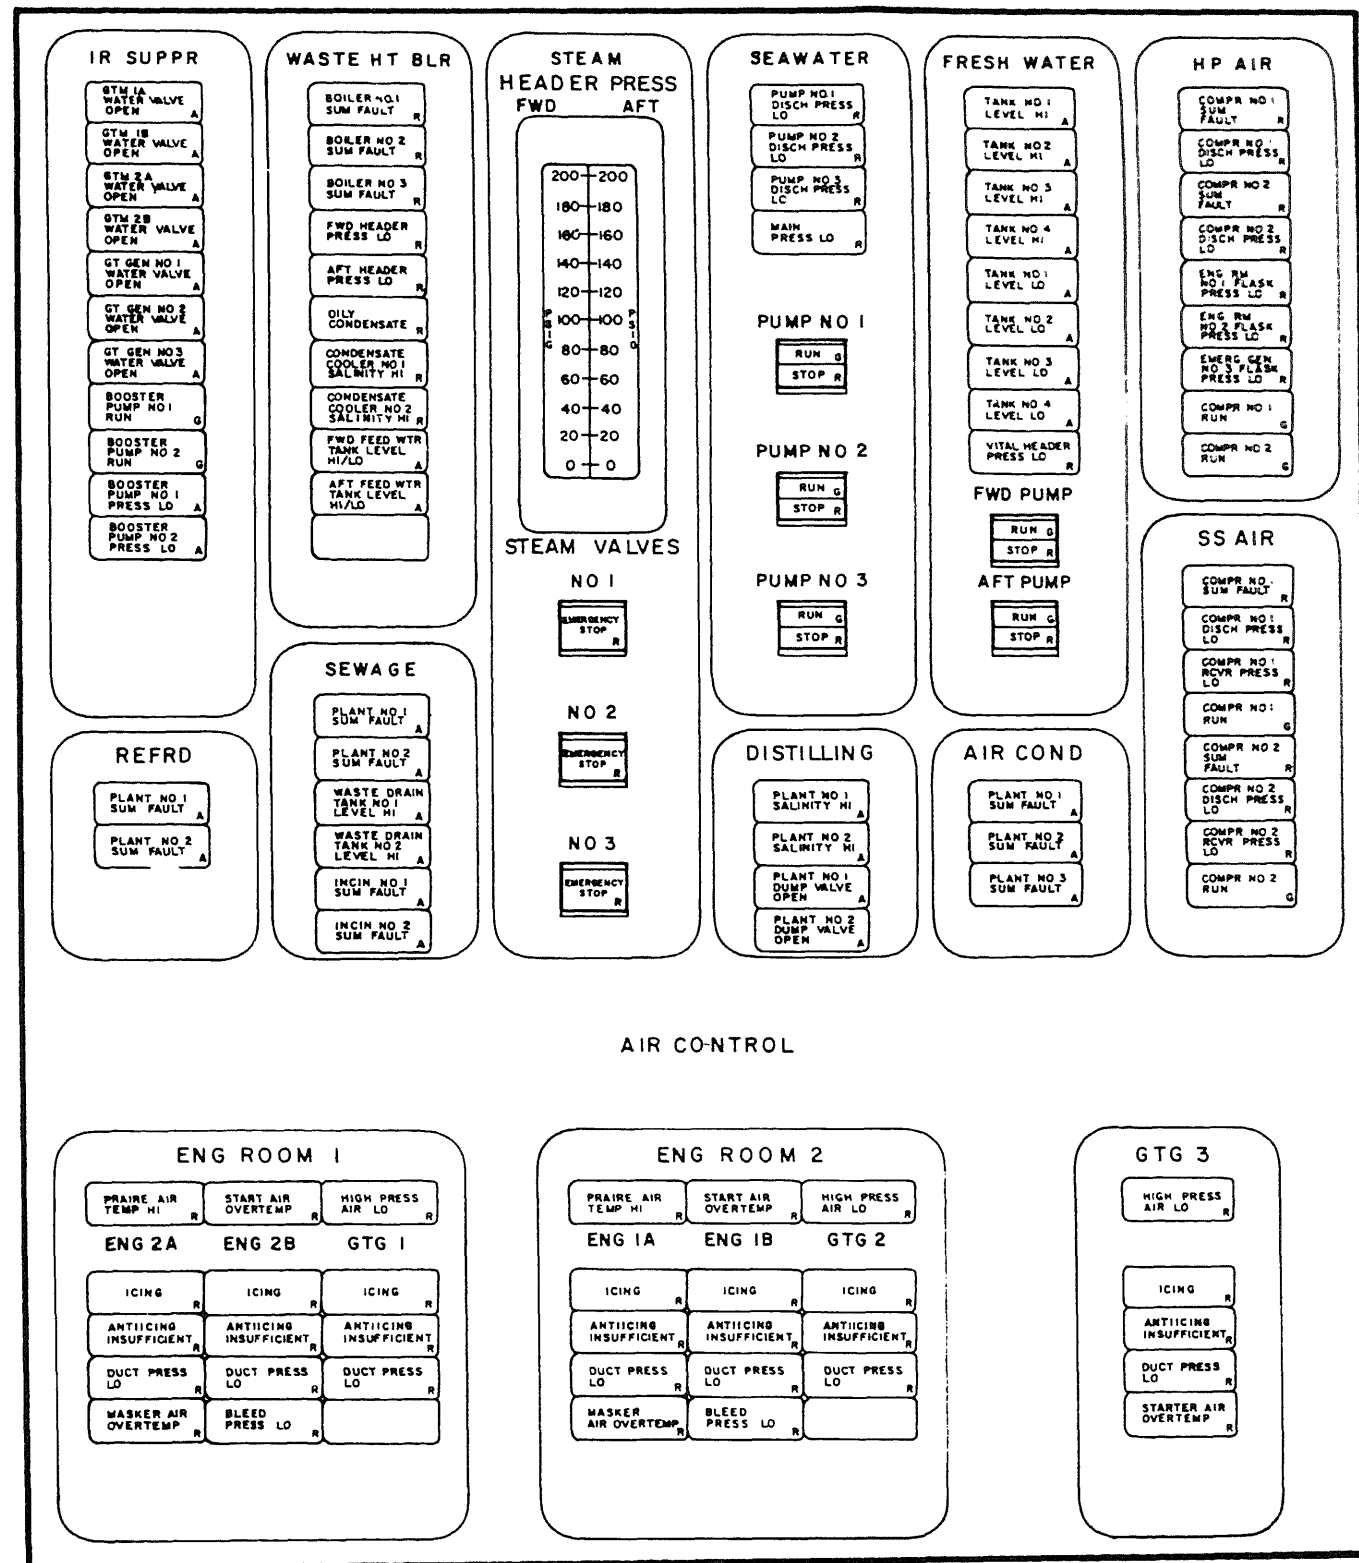 IR SUPPR
GTM 1A
WATER VALVE
OPEN A
GTM 1B
WATER VALVE
OPEN A
GTM 2A
WATER VALVE
OPEN A
GTM 2B
WATER VALVE
OPEN A
GT GEN NO 1
WATER VALVE
OPEN A
GT GEN NO 2
WATER VALVE
OPEN A
GT GEN NO 3
WATER VALVE
OPEN A
BOOSTER
PUMP NO 1
RUN G
BOOSTER
PUMP NO 2
RUN G
BOOSTER
PUMP NO 1
PRESS LO A
BOOSTER
PUMP NO 2
PRESS LO A
WASTE HT BLR
BOILER NO.1
SUM FAULT R
BOILER NO 2
SUM FAULT R
BOILER NO 3
SUM FAULT R
FWD HEADER
PRESS LO R
AFT HEADER
PRESS LO R
OILY
CONDENSATE R
CONDENSATE
COOLER NO 1
SALINITY HI R
CONDENSATE
COOLER NO 2
SALINITY HI R
FWD FEED WTR
TANK LEVEL
HI/LO A
AFT FEED WTR
TANK LEVEL
HI/LO A
STEAM
HEADER PRESS
FWD AFT
200 200
180 180
160 160
140 140
120 120
100 100
80 80
60 60
40 40
20 20
0 0
PSIG PSIG
STEAM VALVES
NO 1
EMERGENCY
STOP
R
NO 2
EMERGENCY
STOP
R
NO 3
EMERGENCY
STOP
R
SEAWATER
PUMP NO.1
DISCH PRESS
LO R
PUMP NO 2
DISCH PRESS
LO R
PUMP NO 3
DISCH PRESS
LC R
MAIN
PRESS LO R
PUMP NO 1
RUN G
STOP R
PUMP NO 2
RUN G
STOP R
PUMP NO 3
RUN G
STOP R
FRESH WATER
TANK NO 1
LEVEL HI A
TANK NO 2
LEVEL HI A
TANK NO 3
LEVEL HI A
TANK NO 4
LEVEL HI A
TANK NO 1
LEVEL LO A
TANK NO 2
LEVEL LO A
TANK NO 3
LEVEL LO A
TANK NO 4
LEVEL LO A
VITAL HEADER
PRESS LO R
FWD PUMP
RUN G
STOP R
AFT PUMP
RUN G
STOP R
HP AIR
COMPR NO 1
SUM
FAULT R
COMPR NO 1
DISCH PRESS
LO R
COMPR NO 2
SUM
FAULT R
COMPR NO 2
DISCH PRESS
LO R
ENG RM
NO 1 FLASK
PRESS LO R
ENG RM
NO 2 FLASK
PRESS LO R
EMERG GEN
NO 3 FLASK
PRESS LO R
COMPR NO 1
RUN G
COMPR NO 2
RUN G
SS AIR
COMPR NO 1
SUM FAULT R
COMPR NO 1
DISCH PRESS
LO R
COMPR NO 1
RCVR PRESS
LO R
COMPR NO 1
RUN G
COMPR NO 2
SUM
FAULT R
COMPR NO 2
DISCH PRESS
LO R
COMPR NO 2
RCVR PRESS
LO R
COMPR NO 2
RUN G
REFRD
PLANT NO 1
SUM FAULT A
PLANT NO 2
SUM FAULT A
SEWAGE
PLANT NO 1
SUM FAULT A
PLANT NO 2
SUM FAULT A
WASTE DRAIN
TANK NO 1
LEVEL HI A
WASTE DRAIN
TANK NO 2
LEVEL HI A
INCIN NO 1
SUM FAULT A
INCIN NO 2
SUM FAULT A
DISTILLING
PLANT NO 1
SALINITY HI A
PLANT NO 2
SALINITY HI A
PLANT NO 1
DUMP VALVE
OPEN A
PLANT NO 2
DUMP VALVE
OPEN A
AIR COND
PLANT NO 1
SUM FAULT A
PLANT NO 2
SUM FAULT A
PLANT NO 3
SUM FAULT A
AIR CONTROL
ENG ROOM 1
PRAIRE AIR
TEMP HI R
START AIR
OVERTEMP R
HIGH PRESS
AIR LO R
ENG 2A ENG 2B GTG 1
ICING R ICING R ICING R
ANTIICING
INSUFFICIENT R
ANTIICING
INSUFFICIENT R
ANTIICING
INSUFFICIENT R
DUCT PRESS
LO R
DUCT PRESS
LO R
DUCT PRESS
LO R
MASKER AIR
OVERTEMP R
BLEED
PRESS LO R
ENG ROOM 2
PRAIRE AIR
TEMP HI R
START AIR
OVERTEMP R
HIGH PRESS
AIR LO R
ENG 1A ENG 1B GTG 2
ICING R ICING R ICING R
ANTIICING
INSUFFICIENT R
ANTIICING
INSUFFICIENT R
ANTIICING
INSUFFICIENT R
DUCT PRESS
LO R
DUCT PRESS
LO R
DUCT PRESS
LO R
MASKER
AIR OVERTEMP R
BLEED
PRESS LO R
GTG 3
HIGH PRESS
AIR LO R
ICING R
ANTIICING
INSUFFICIENT R
DUCT PRESS
LO R
STARTER AIR
OVERTEMP R